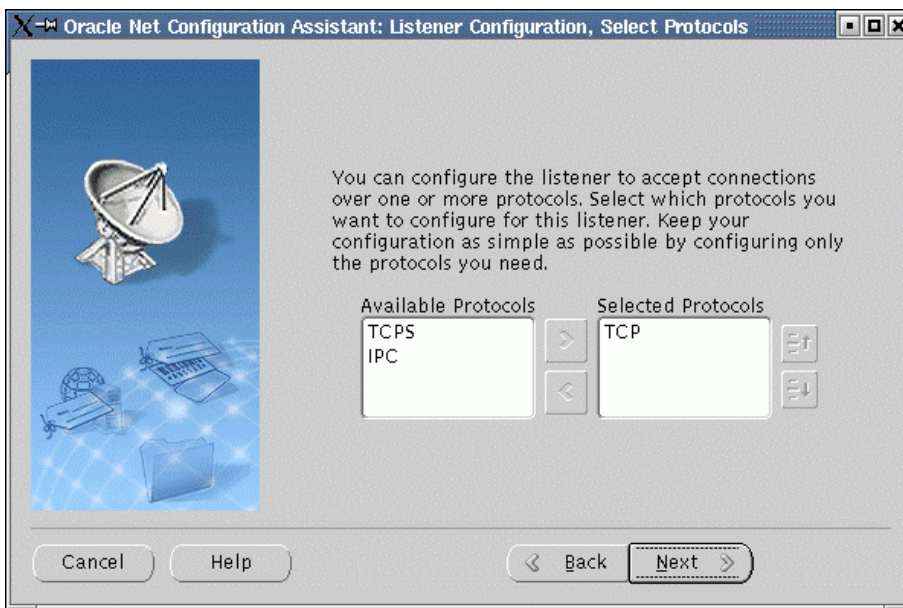 Oracle Net Configuration Assistant: Listener Configuration, Select Protocols
You can configure the listener to accept connections
over one or more protocols. Select which protocols you
want to configure for this listener. Keep your
configuration as simple as possible by configuring only
the protocols you need.
Available Protocols
Selected Protocols
TCPS
TCP
IPC
Cancel
Help
Back
Next